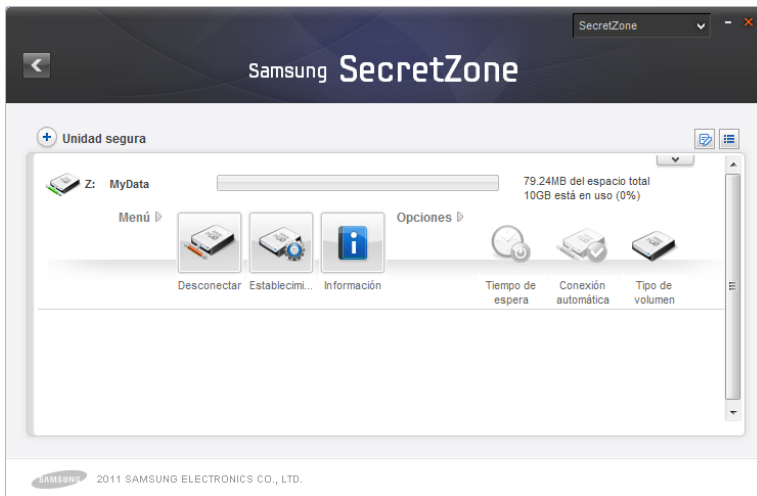 SecretZone
Samsung SecretZone
Unidad segura
Z: MyData
79.24MB del espacio total
10GB está en uso (0%)
Menú
Opciones
Desconectar
Establecimi...
Información
Tiempo de espera
Conexión automática
Tipo de volumen
SAMSUNG
2011 SAMSUNG ELECTRONICS CO., LTD.